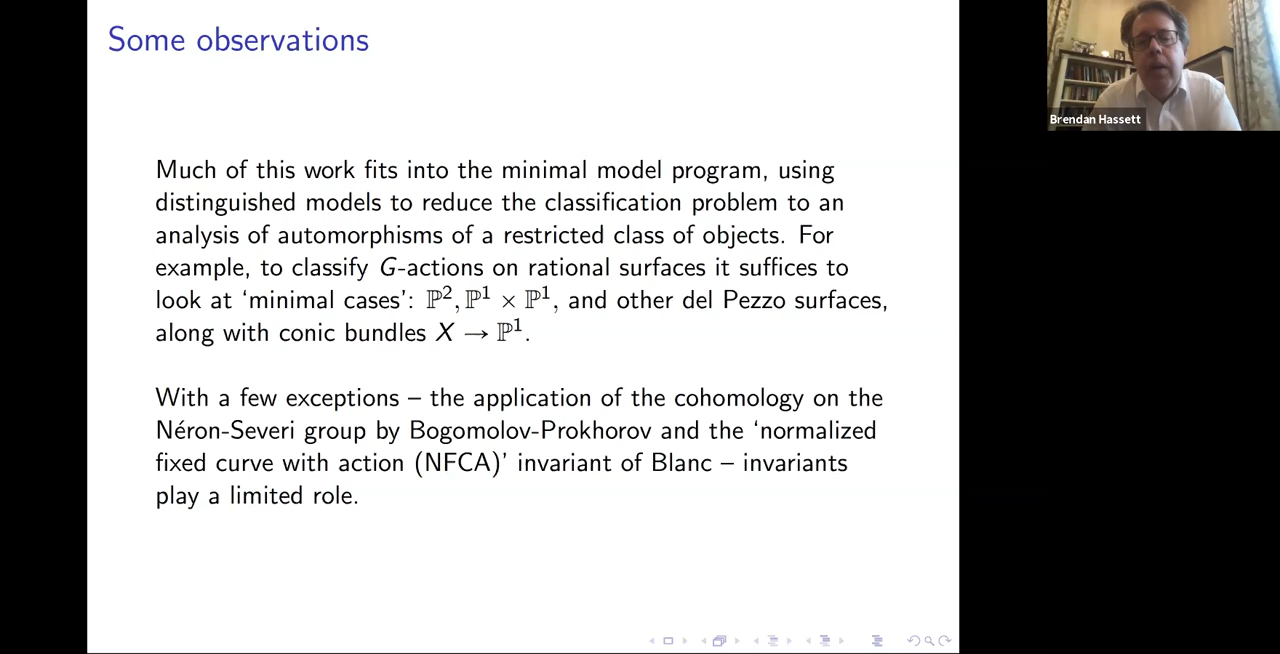 Some observations
Brendan Hassett
Much of this work fits into the minimal model program, using
distinguished models to reduce the classification problem to an
analysis of automorphisms of a restricted class of objects. For
example, to classify G-actions on rational surfaces it suffices to
look at ‘minimal cases’: ℙ², ℙ¹ × ℙ¹, and other del Pezzo surfaces,
along with conic bundles X → ℙ¹.
With a few exceptions – the application of the cohomology on the
Néron-Severi group by Bogomolov-Prokhorov and the ‘normalized
fixed curve with action (NFCA)’ invariant of Blanc – invariants
play a limited role.